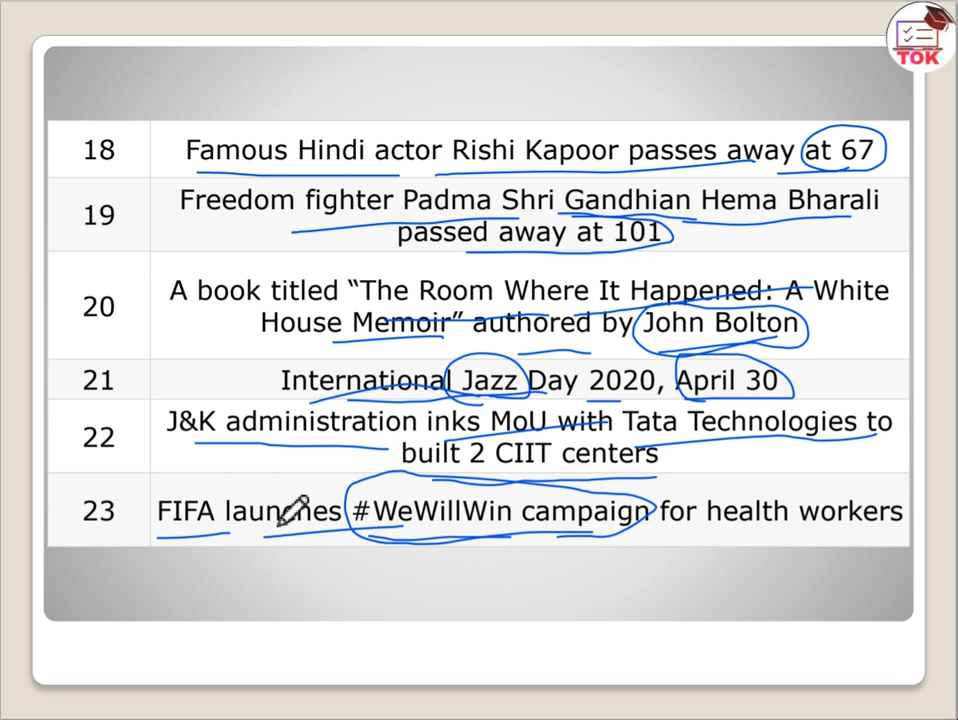 TOK
18 Famous Hindi actor Rishi Kapoor passes away at 67
19 Freedom fighter Padma Shri Gandhian Hema Bharali
passed away at 101
20 A book titled “The Room Where It Happened: A White
House Memoir” authored by John Bolton
21 International Jazz Day 2020, April 30
22 J&K administration inks MoU with Tata Technologies to
built 2 CIIT centers
23 FIFA launches #WeWillWin campaign for health workers